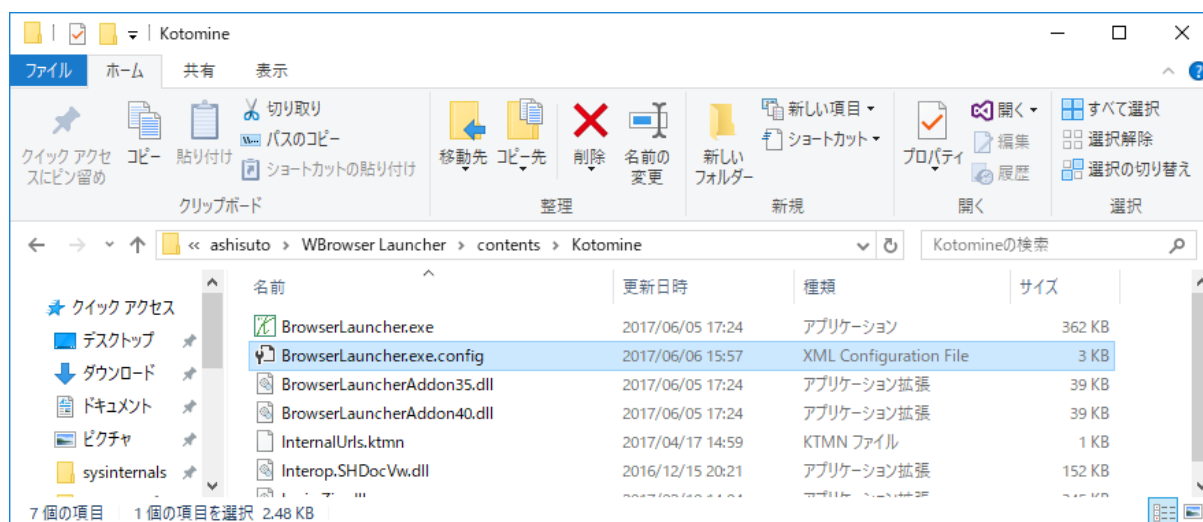 Kotomine
ファイル ホーム 共有 表示
クイック アクセスにピン留め
コピー
貼り付け
切り取り
パスのコピー
ショートカットの貼り付け
クリップボード
移動先
コピー先
削除
名前の変更
整理
新しいフォルダー
新しい項目
ショートカット
新規
プロパティ
開く
編集
履歴
開く
すべて選択
選択解除
選択の切り替え
選択
« ashisuto › WBrowser Launcher › contents › Kotomine
Kotomineの検索
クイック アクセス
デスクトップ
ダウンロード
ドキュメント
ピクチャ
sysinternals
名前 更新日時 種類 サイズ
BrowserLauncher.exe 2017/06/05 17:24 アプリケーション 362 KB
BrowserLauncher.exe.config 2017/06/06 15:57 XML Configuration File 3 KB
BrowserLauncherAddon35.dll 2017/06/05 17:24 アプリケーション拡張 39 KB
BrowserLauncherAddon40.dll 2017/06/05 17:24 アプリケーション拡張 39 KB
InternalUrls.ktmn 2017/04/17 14:59 KTMN ファイル 1 KB
Interop.SHDocVw.dll 2016/12/15 20:21 アプリケーション拡張 152 KB
7 個の項目 1 個の項目を選択 2.48 KB